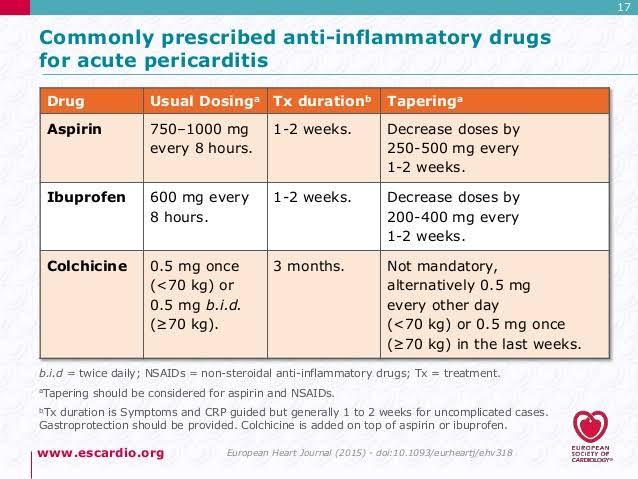 17
Commonly prescribed anti-inflammatory drugs
for acute pericarditis
Drug Usual Dosingᵃ Tx durationᵇ Taperingᵃ
Aspirin 750–1000 mg 1-2 weeks. Decrease doses by
every 8 hours. 250-500 mg every
1-2 weeks.
Ibuprofen 600 mg every 1-2 weeks. Decrease doses by
8 hours. 200-400 mg every
1-2 weeks.
Colchicine 0.5 mg once 3 months. Not mandatory,
(<70 kg) or alternatively 0.5 mg
0.5 mg b.i.d. every other day
(≥70 kg). (<70 kg) or 0.5 mg once
(≥70 kg) in the last weeks.
b.i.d = twice daily; NSAIDs = non-steroidal anti-inflammatory drugs; Tx = treatment.
ᵃTapering should be considered for aspirin and NSAIDs.
ᵇTx duration is Symptoms and CRP guided but generally 1 to 2 weeks for uncomplicated cases.
Gastroprotection should be provided. Colchicine is added on top of aspirin or ibuprofen.
www.escardio.org European Heart Journal (2015) - doi:10.1093/eurheartj/ehv318
EUROPEAN
SOCIETY OF
CARDIOLOGY®